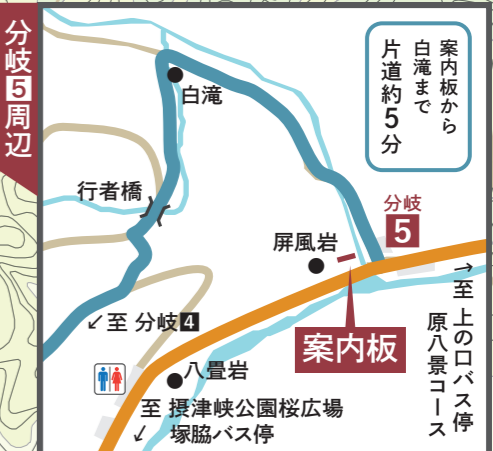 分岐5周辺
案内板から
白滝まで
片道約5分
白滝
行者橋
分岐
5
屏風岩
↙至 分岐4
案内板
→至 上の口バス停
原八景コース
八畳岩
至 摂津峡公園桜広場
↙ 塚脇バス停